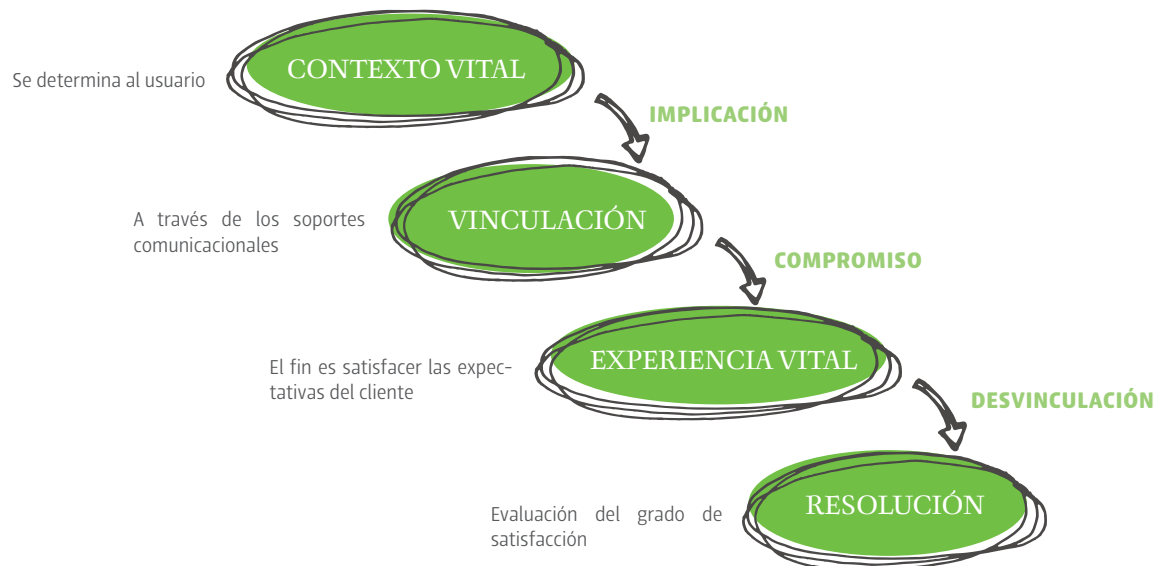 CONTEXTO VITAL
Se determina al usuario
IMPLICACIÓN
VINCULACIÓN
A través de los soportes
comunicacionales
COMPROMISO
EXPERIENCIA VITAL
El fin es satisfacer las expec-
tativas del cliente
DESVINCULACIÓN
RESOLUCIÓN
Evaluación del grado de
satisfacción